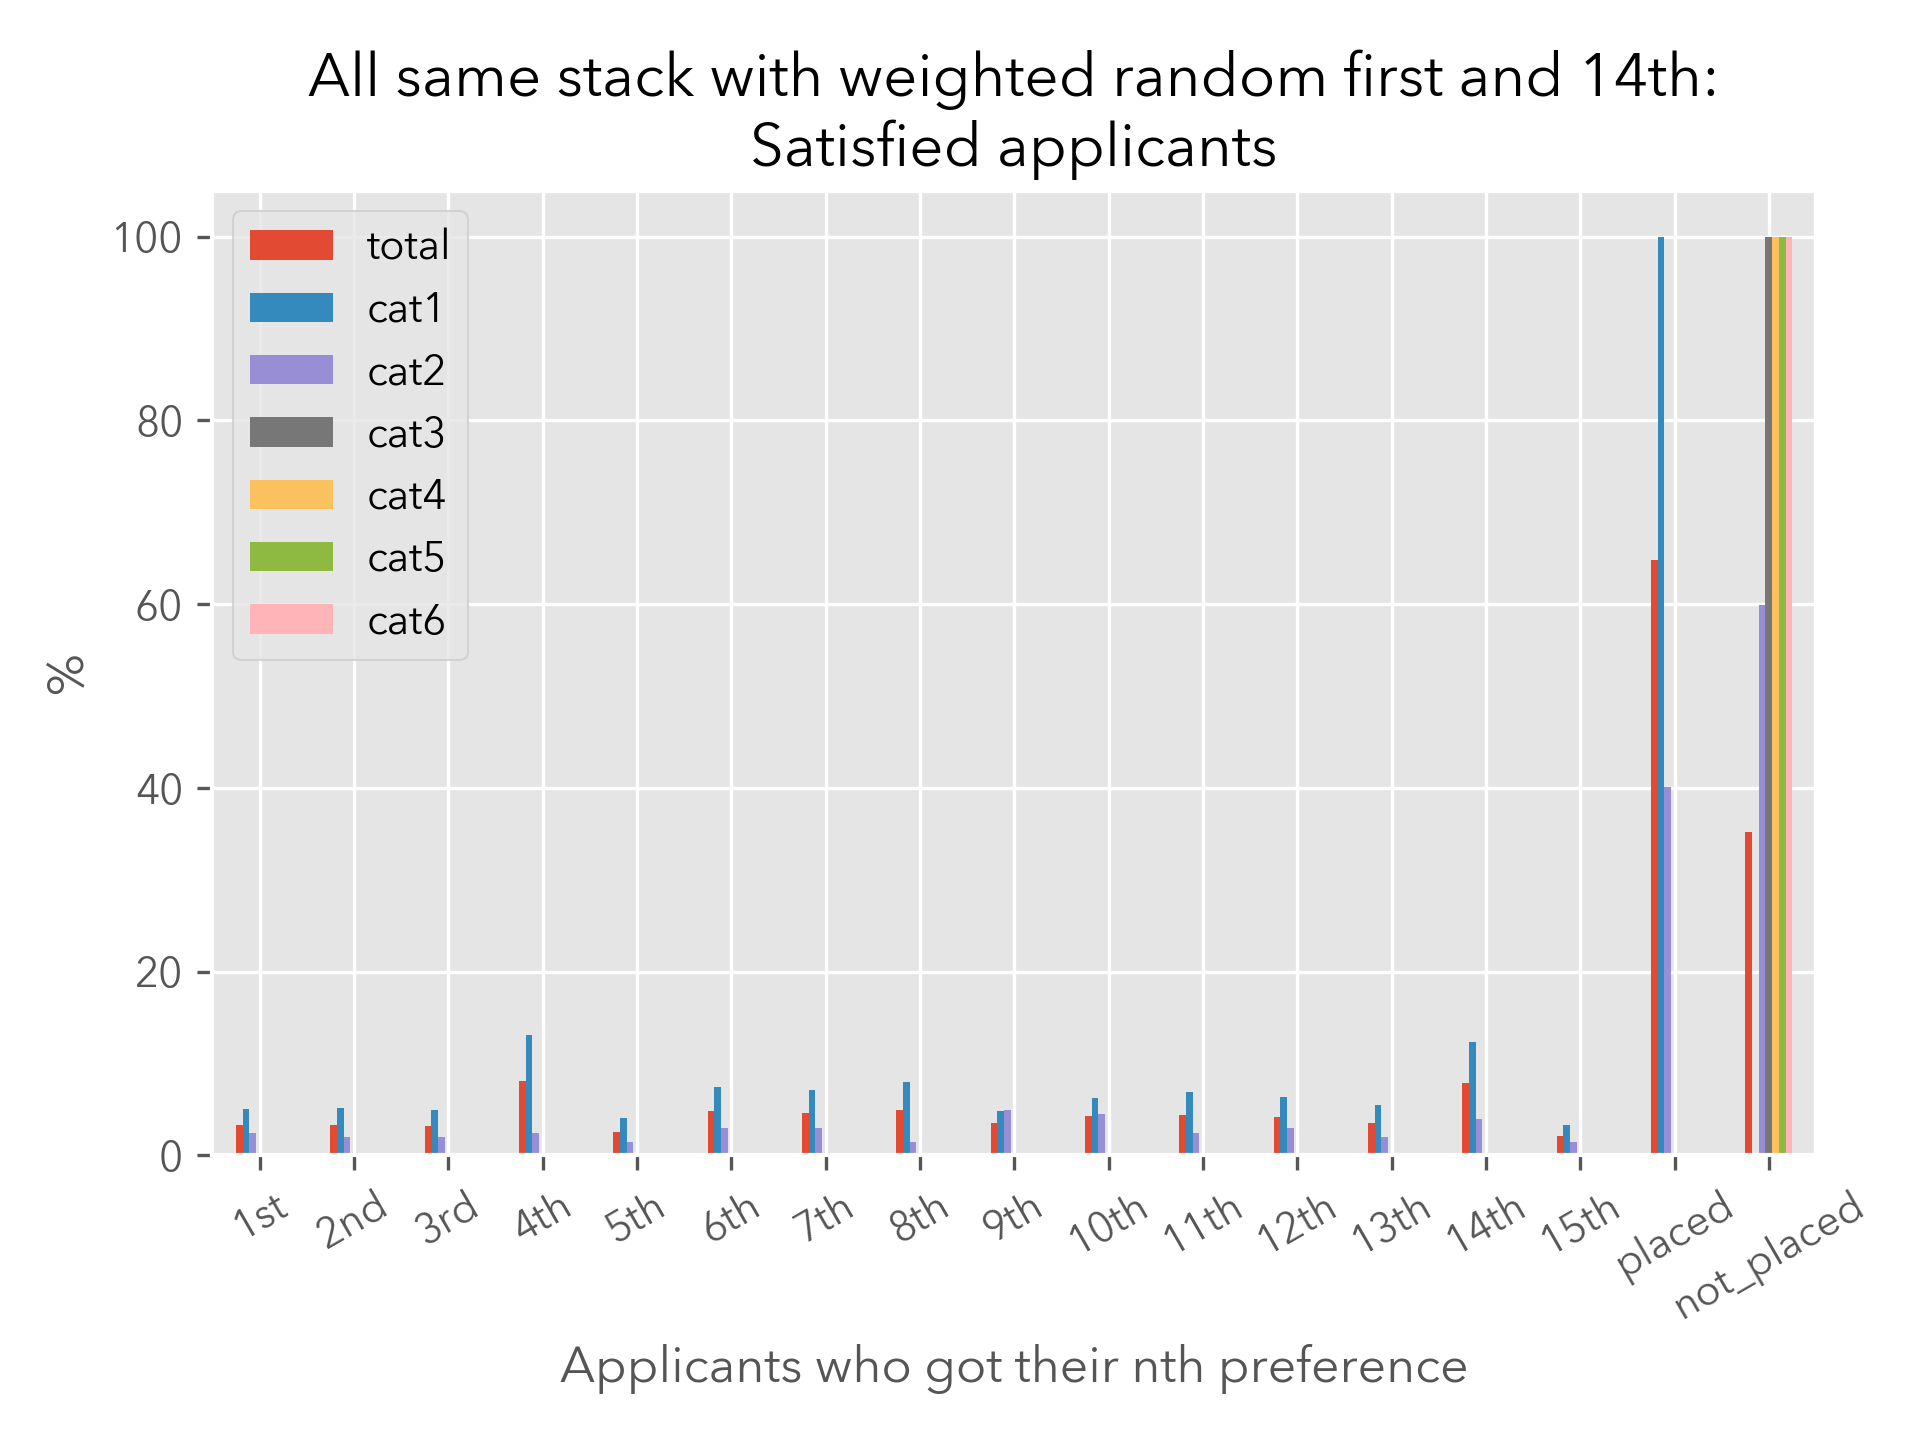 All same stack with weighted random first and 14th:
Satisfied applicants
100
80
60
40
20
0
%
total
cat1
cat2
cat3
cat4
cat5
cat6
1st
2nd
3rd
4th
5th
6th
7th
8th
9th
10th
11th
12th
13th
14th
15th
placed
not_placed
Applicants who got their nth preference